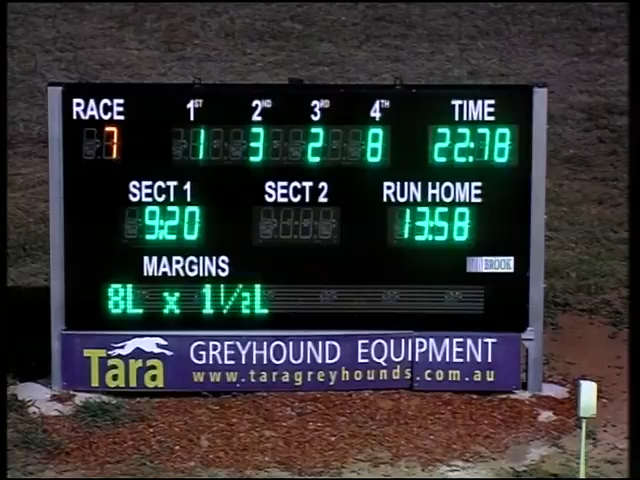 RACE 1ST 2ND 3RD 4TH TIME
7 1 3 2 8 22:78
SECT 1 SECT 2 RUN HOME
9:20 13:58
MARGINS
BROOK
8L x 1½L
Tara GREYHOUND EQUIPMENT
www.taragreyhounds.com.au